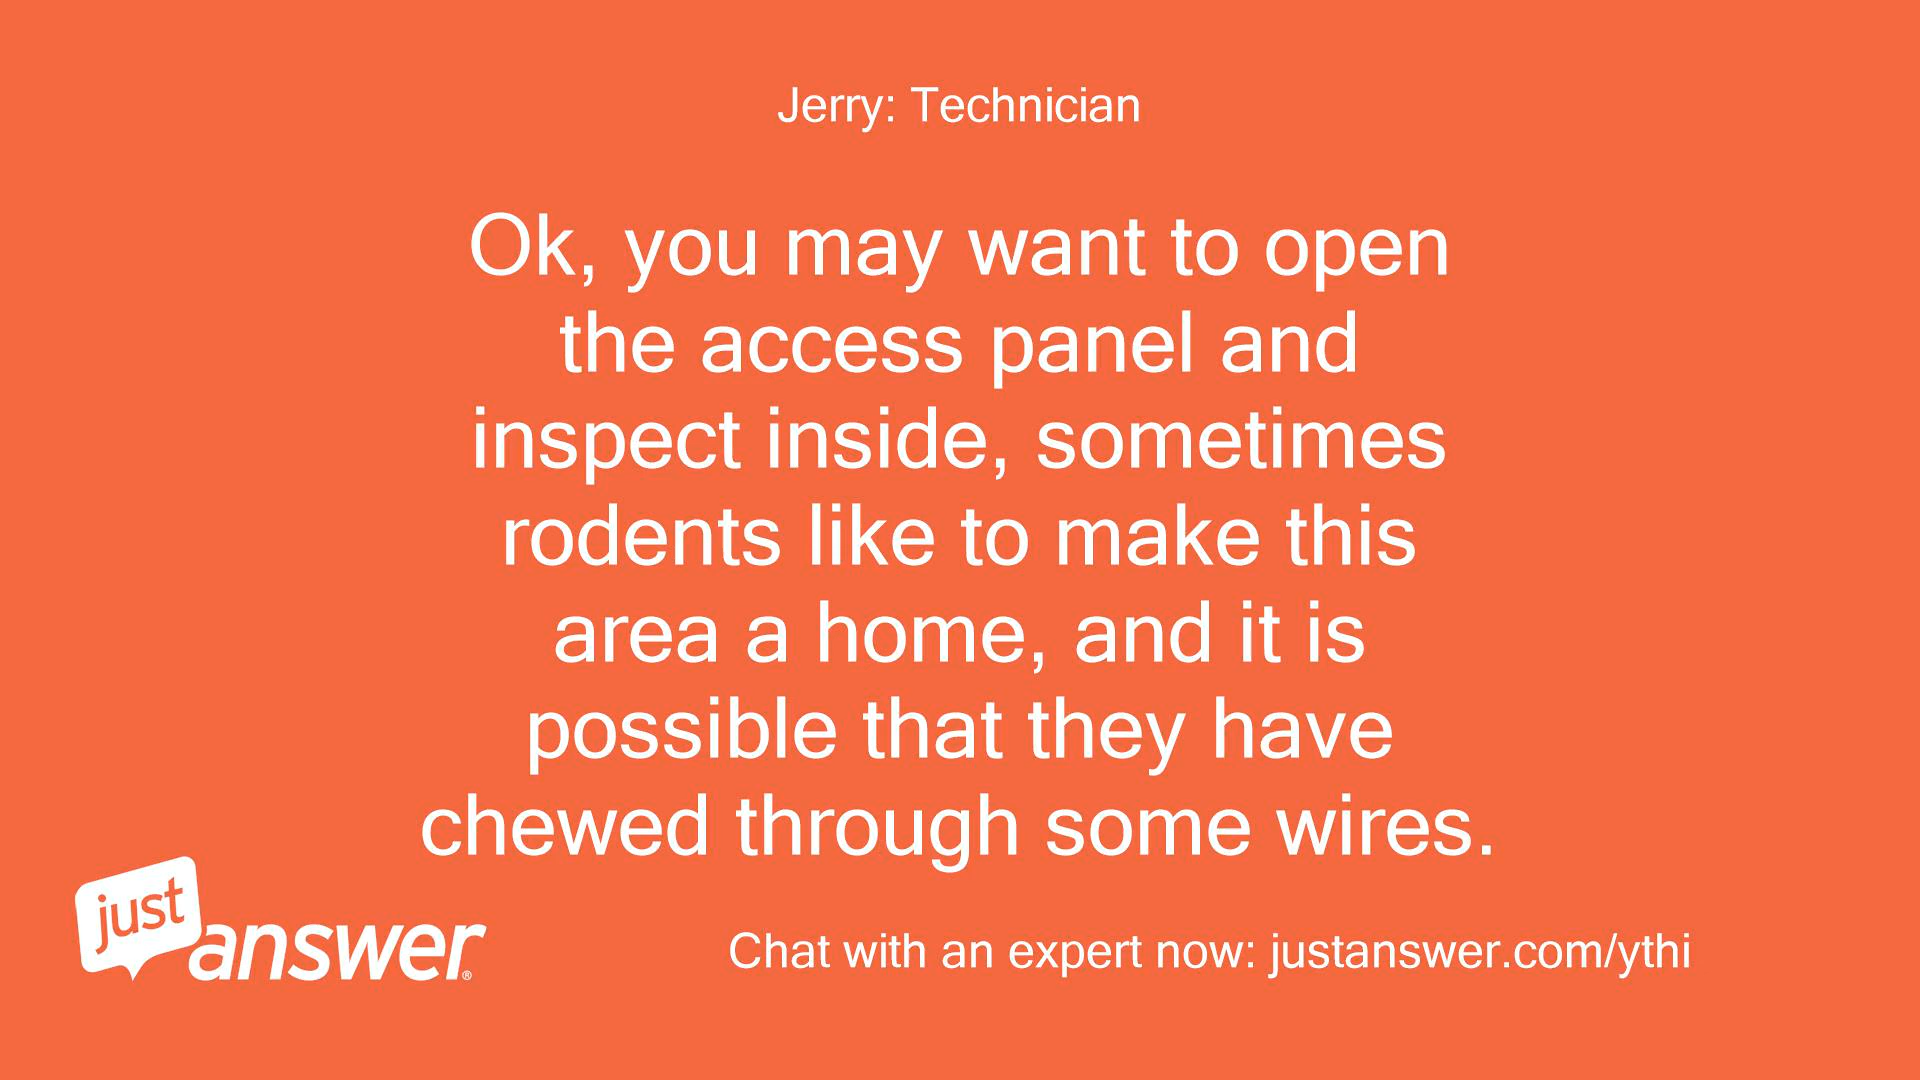 Jerry: Technician
Ok, you may want to open
the access panel and
inspect inside, sometimes
rodents like to make this
area a home, and it is
possible that they have
chewed through some wires.
just
answer®
Chat with an expert now: justanswer.com/ythi